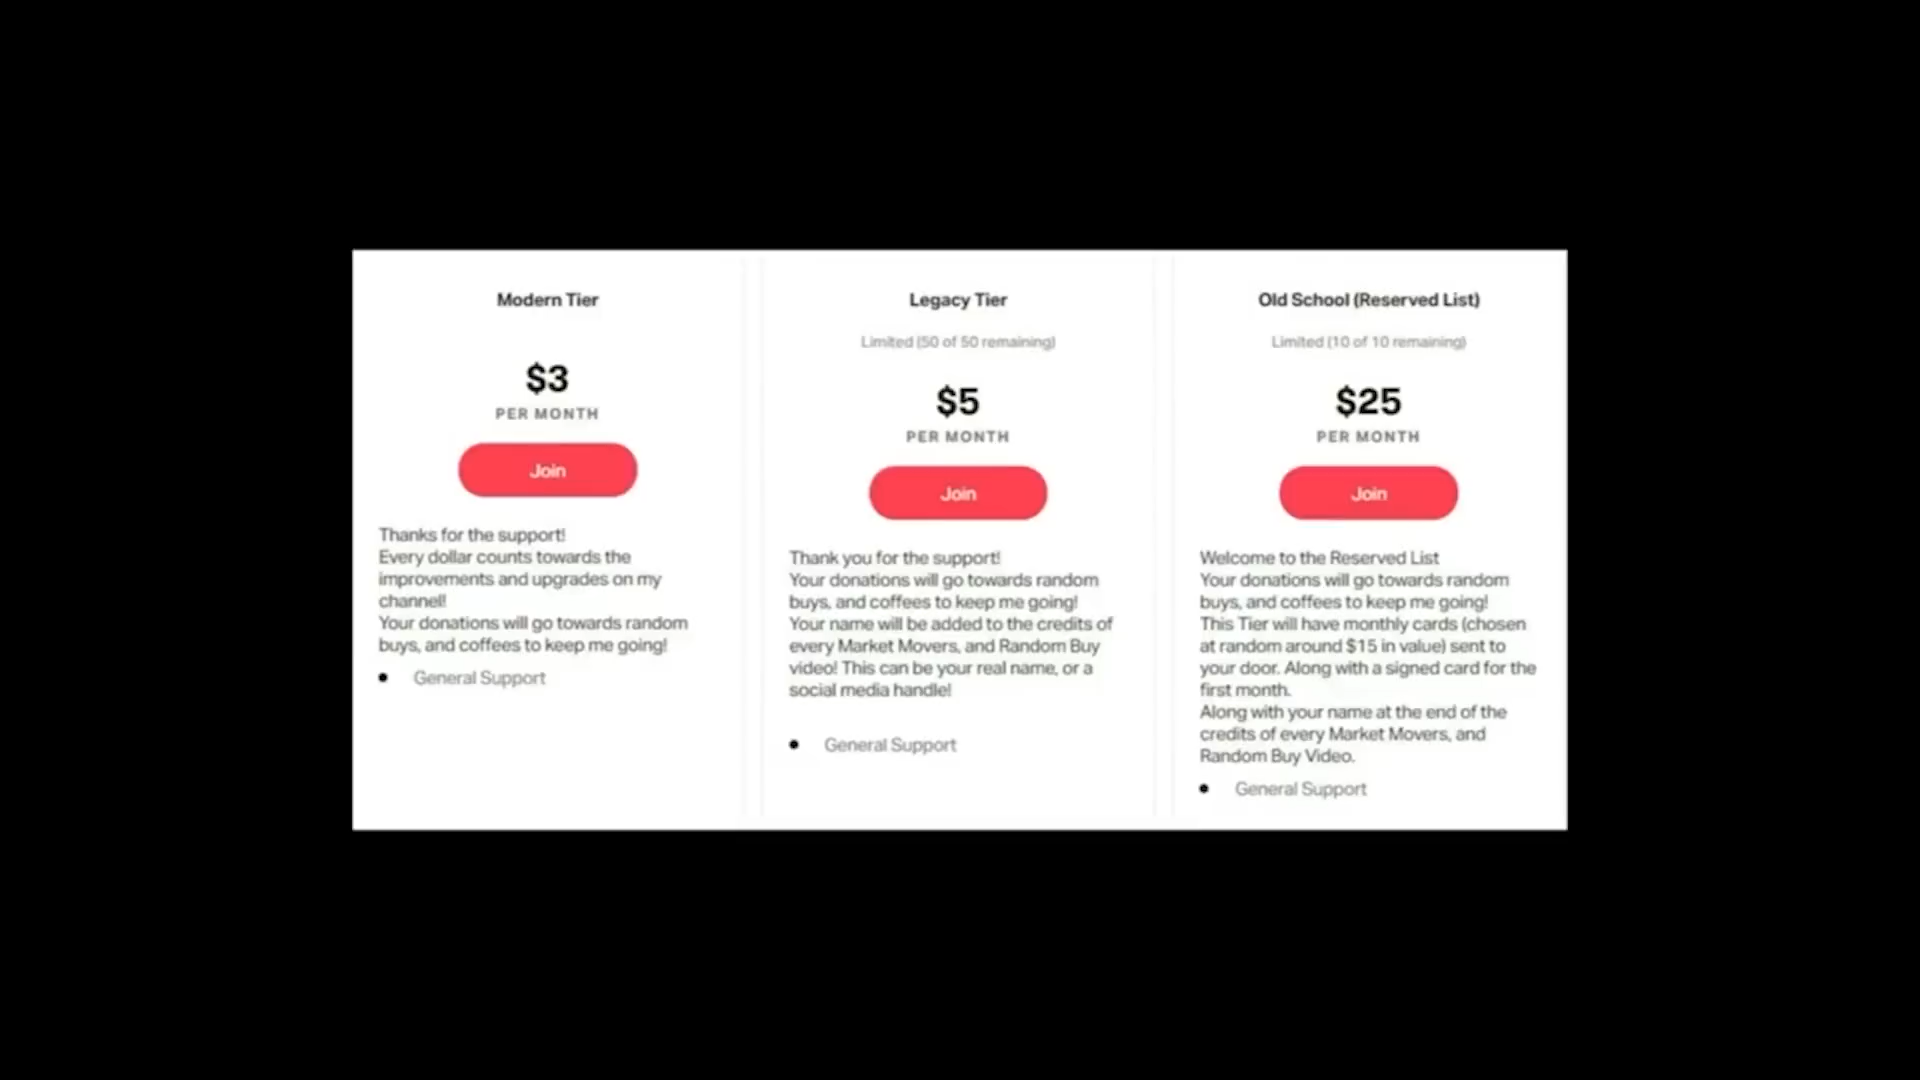 Modern Tier
$3
PER MONTH
Join
Thanks for the support!
Every dollar counts towards the
improvements and upgrades on my
channel!
Your donations will go towards random
buys, and coffees to keep me going!
General Support
Legacy Tier
Limited (50 of 50 remaining)
$5
PER MONTH
Join
Thank you for the support!
Your donations will go towards random
buys, and coffees to keep me going!
Your name will be added to the credits of
every Market Movers, and Random Buy
video! This can be your real name, or a
social media handle!
General Support
Old School (Reserved List)
Limited (10 of 10 remaining)
$25
PER MONTH
Join
Welcome to the Reserved List
Your donations will go towards random
buys, and coffees to keep me going!
This Tier will have monthly cards (chosen
at random around $15 in value) sent to
your door. Along with a signed card for the
first month.
Along with your name at the end of the
credits of every Market Movers, and
Random Buy Video.
General Support